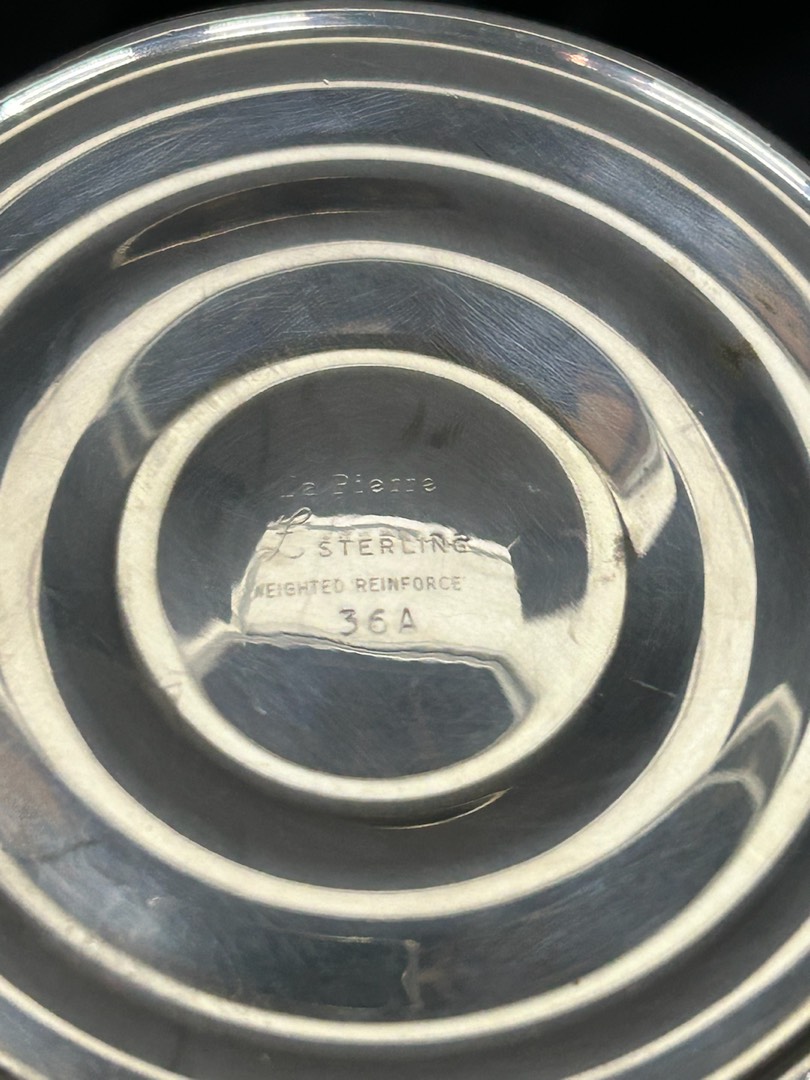 La Pierre
L STERLING
WEIGHTED REINFORCE
36A